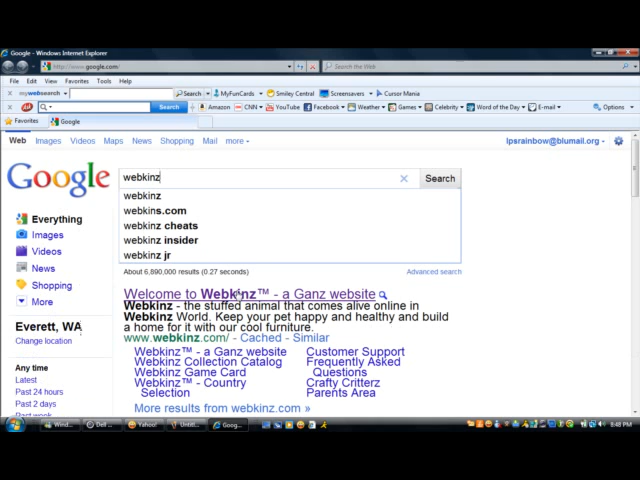 Google - Windows Internet Explorer
http://www.google.com/
Search the Web
File Edit View Favorites Tools Help
mywebsearch Search MyFunCards Smiley Central Screensavers Cursor Mania
Search Amazon CNN YouTube Facebook Weather Games Celebrity Word of the Day E-mail Options
Favorites Google
Web Images Videos Maps News Shopping Mail more lpsrainbow@blumail.org
Google
webkinz
Search
webkinz
webkins.com
webkinz cheats
webkinz insider
webkinz jr
About 6,890,000 results (0.27 seconds) Advanced search
Everything
Images
Videos
News
Shopping
More
Everett, WA
Change location
Any time
Latest
Past 24 hours
Past 2 days
Past week
Welcome to Webkinz™ - a Ganz website
Webkinz - the stuffed animal that comes alive online in
Webkinz World. Keep your pet happy and healthy and build
a home for it with our cool furniture.
www.webkinz.com/ - Cached - Similar
Webkinz™ - a Ganz website Customer Support
Webkinz Collection Catalog Frequently Asked
Webkinz Game Card Questions
Webkinz™ - Country Crafty Critterz
Selection Parents Area
More results from webkinz.com »
Wind... Dell ... Yahoo! Untitl... Goog... 8:48 PM